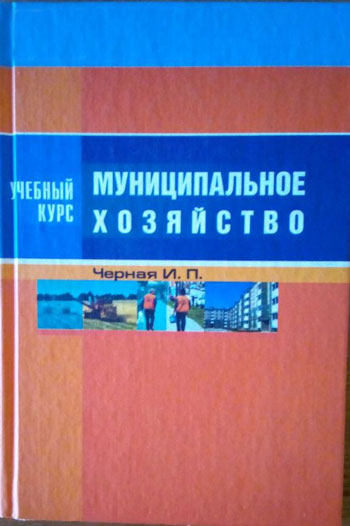 УЧЕБНЫЙ
КУРС
МУНИЦИПАЛЬНОЕ
ХОЗЯЙСТВО
Черная И. П.